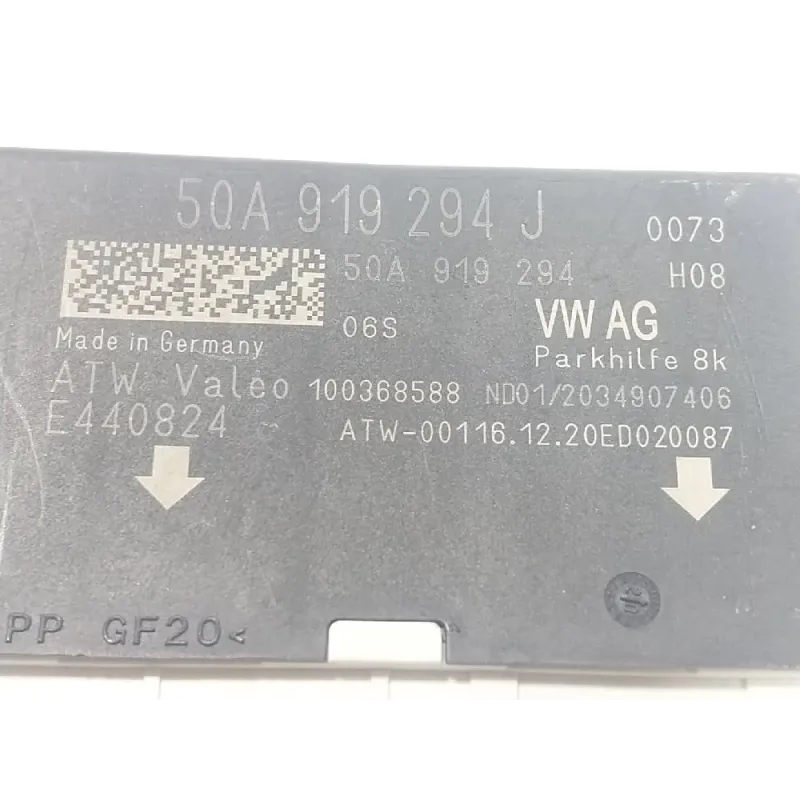 5QA 919 294 J 0073
5QA 919 294 H08
06S VW AG
Made in Germany Parkhilfe 8k
ATW Valeo 100368588 ND01/2034907406
E440824 ATW-00116.12.20ED020087
PP GF20<